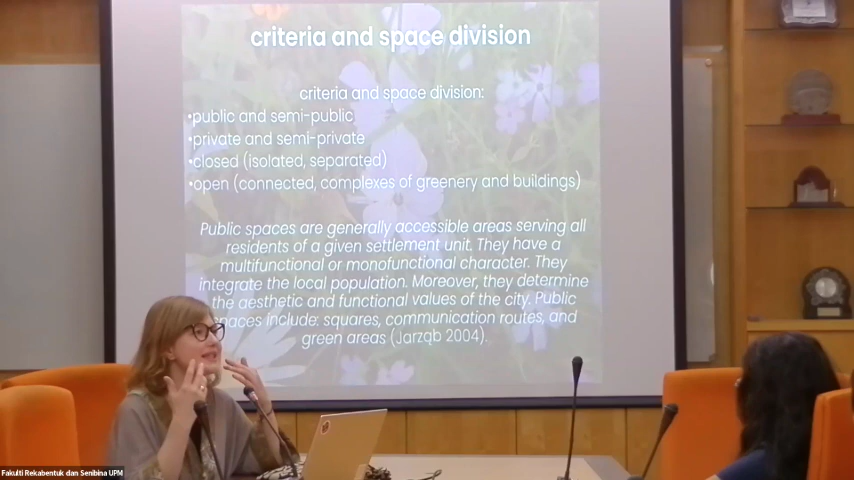 criteria and space division
criteria and space division:
•public and semi-public
•private and semi-private
•closed (isolated, separated)
•open (connected, complexes of greenery and buildings)
Public spaces are generally accessible areas serving all
residents of a given settlement unit. They have a
multifunctional or monofunctional character. They
integrate the local population. Moreover, they determine
the aesthetic and functional values of the city. Public
spaces include: squares, communication routes, and
green areas (Jarząb 2004).
Fakulti Rekabentuk dan Senibina UPM